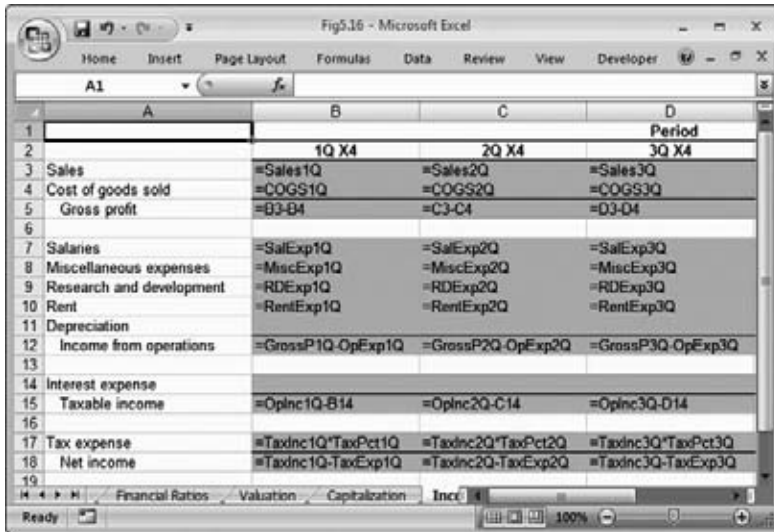 Fig5.16 - Microsoft Excel
Home Insert Page Layout Formulas Data Review View Developer
A1 fx
A B C D
1 Period
2 1Q X4 2Q X4 3Q X4
3 Sales =Sales1Q =Sales2Q =Sales3Q
4 Cost of goods sold =COGS1Q =COGS2Q =COGS3Q
5 Gross profit =B3-B4 =C3-C4 =D3-D4
6
7 Salaries =SalExp1Q =SalExp2Q =SalExp3Q
8 Miscellaneous expenses =MiscExp1Q =MiscExp2Q =MiscExp3Q
9 Research and development =RDExp1Q =RDExp2Q =RDExp3Q
10 Rent =RentExp1Q =RentExp2Q =RentExp3Q
11 Depreciation
12 Income from operations =GrossP1Q-OpExp1Q =GrossP2Q-OpExp2Q =GrossP3Q-OpExp3Q
13
14 Interest expense
15 Taxable income =OpInc1Q-B14 =OpInc2Q-C14 =OpInc3Q-D14
16
17 Tax expense =TaxInc1Q*TaxPct1Q =TaxInc2Q*TaxPct2Q =TaxInc3Q*TaxPct3Q
18 Net income =TaxInc1Q-TaxExp1Q =TaxInc2Q-TaxExp2Q =TaxInc3Q-TaxExp3Q
19
Financial Ratios Valuation Capitalization Inco
Ready 100%